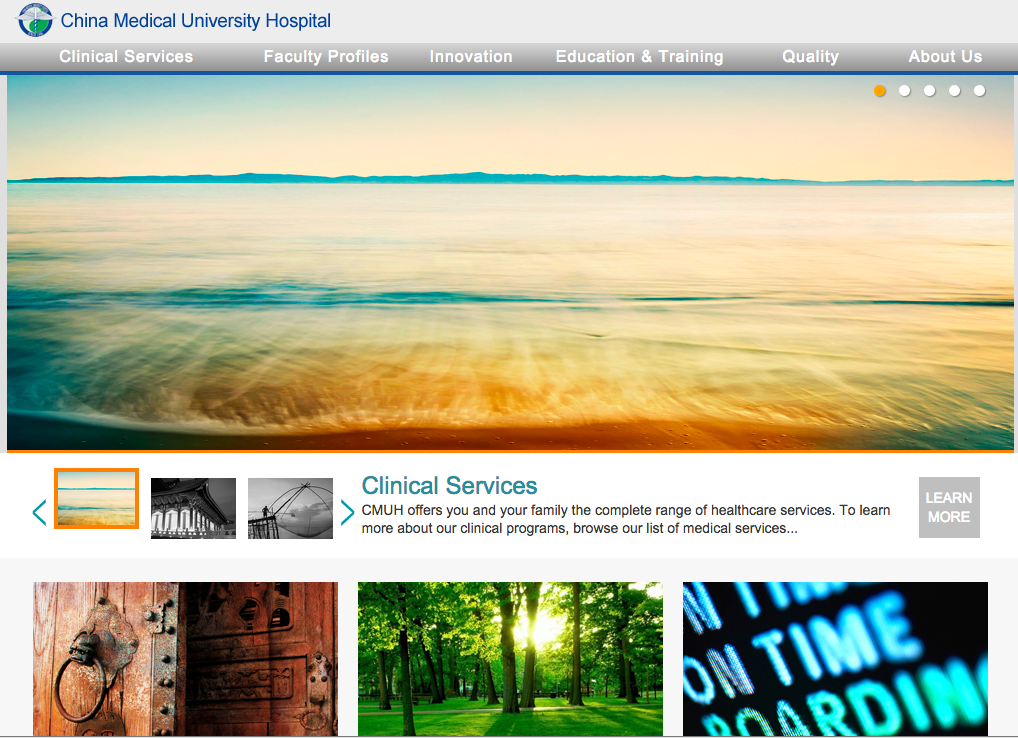 China Medical University Hospital
Clinical Services Faculty Profiles Innovation Education & Training Quality About Us
Clinical Services
CMUH offers you and your family the complete range of healthcare services. To learn
more about our clinical programs, browse our list of medical services...
LEARN
MORE
N TIM
ON TIME
BOARDIN